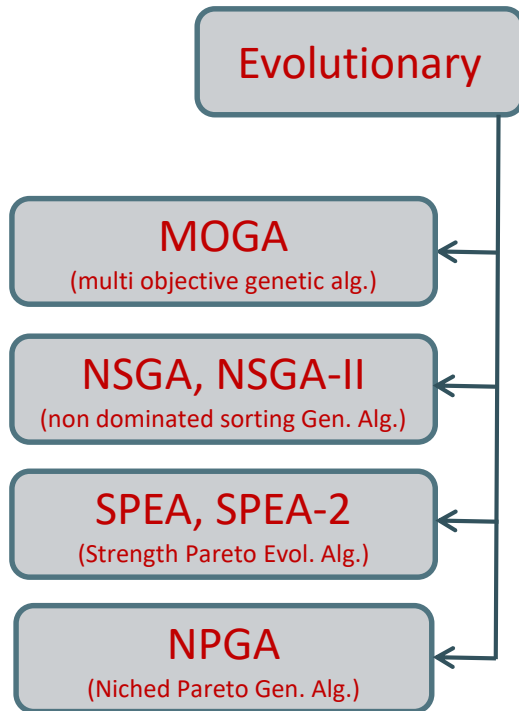 Evolutionary
MOGA
(multi objective genetic alg.)
NSGA, NSGA-II
(non dominated sorting Gen. Alg.)
SPEA, SPEA-2
(Strength Pareto Evol. Alg.)
NPGA
(Niched Pareto Gen. Alg.)